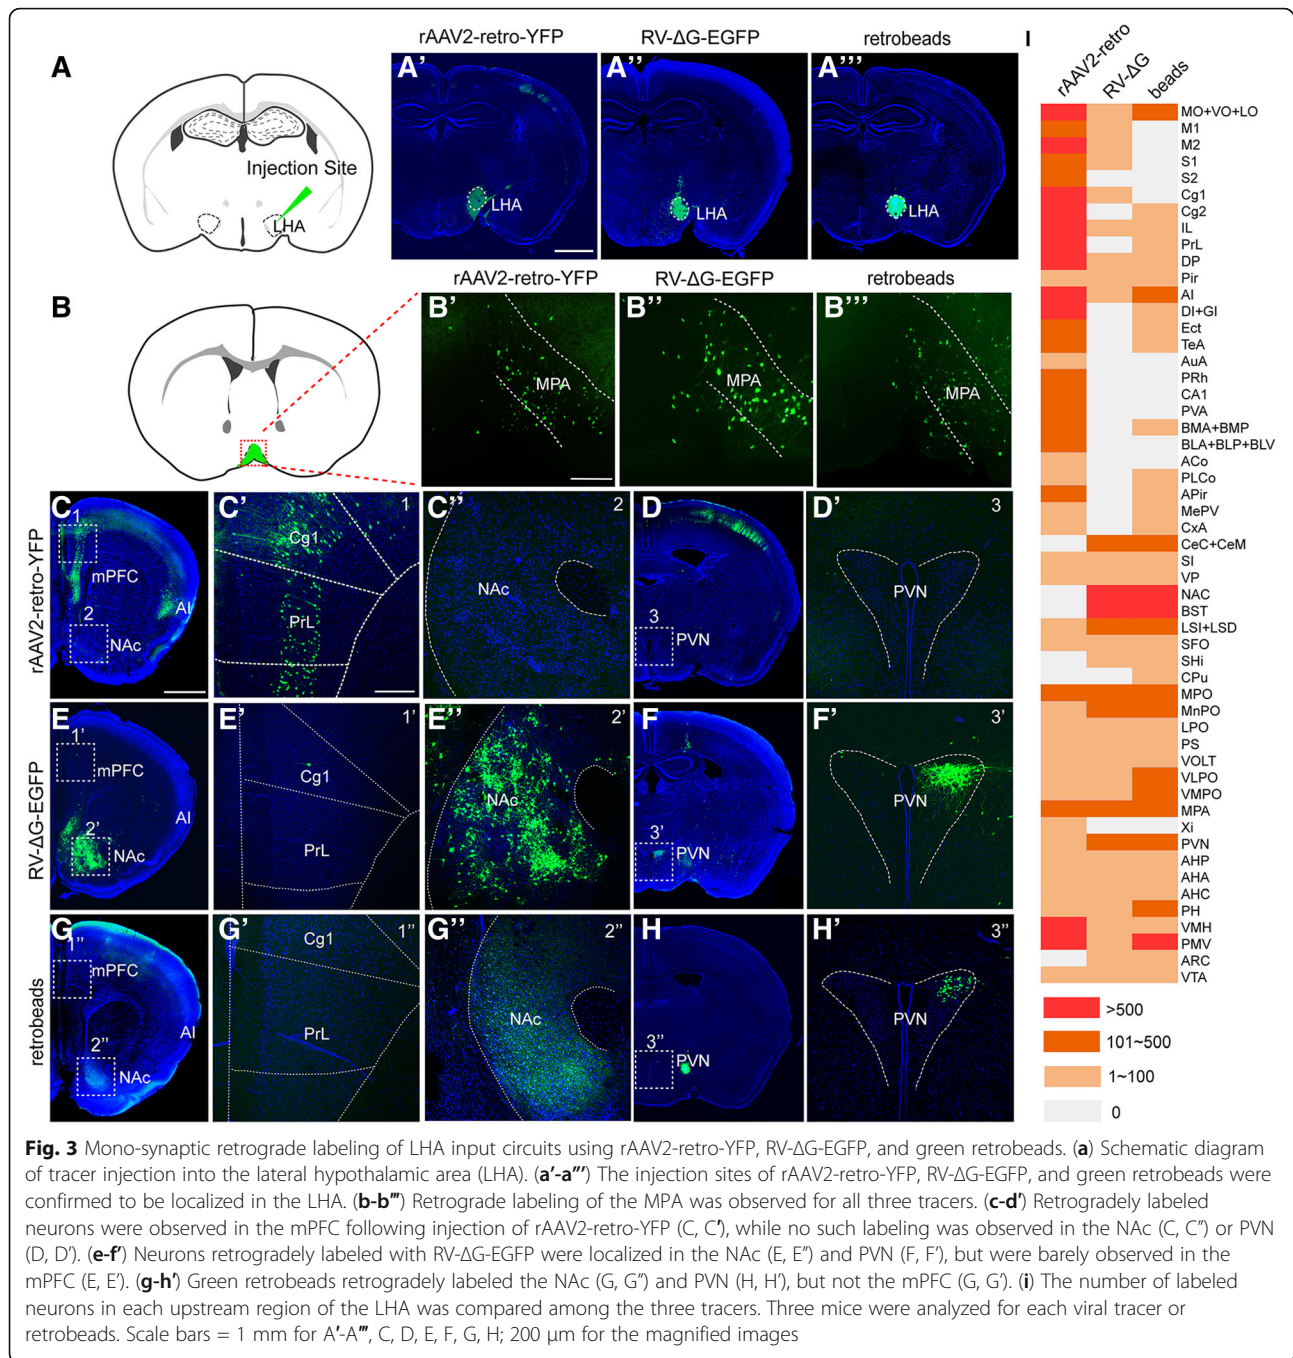 rAAV2-retro-YFP
RV-ΔG-EGFP
retrobeads
A
Injection Site
LHA
A'
LHA
A''
LHA
A'''
LHA
rAAV2-retro-YFP
RV-ΔG-EGFP
retrobeads
B
B'
MPA
B''
MPA
B'''
MPA
rAAV2-retro-YFP
C
1
mPFC
AI
2
NAc
C'
1
Cg1
PrL
C''
2
NAc
D
3
PVN
D'
3
PVN
RV-ΔG-EGFP
E
1'
mPFC
AI
2'
NAc
E'
1'
Cg1
PrL
E''
2'
NAc
F
3'
PVN
F'
3'
PVN
retrobeads
G
1''
mPFC
AI
2''
NAc
G'
1''
Cg1
PrL
G''
2''
NAc
H
3''
PVN
H'
3''
PVN
I
rAAV2-retro
RV-ΔG
beads
MO+VO+LO
M1
M2
S1
S2
Cg1
Cg2
IL
PrL
DP
Pir
AI
DI+GI
Ect
TeA
AuA
PRh
CA1
PVA
BMA+BMP
BLA+BLP+BLV
ACo
PLCo
APir
MePV
CxA
CeC+CeM
SI
VP
NAC
BST
LSI+LSD
SFO
SHi
CPu
MPO
MnPO
LPO
PS
VOLT
VLPO
VMPO
MPA
Xi
PVN
AHP
AHA
AHC
PH
VMH
PMV
ARC
VTA
>500
101~500
1~100
0
Fig. 3 Mono-synaptic retrograde labeling of LHA input circuits using rAAV2-retro-YFP, RV-ΔG-EGFP, and green retrobeads. (a) Schematic diagram
of tracer injection into the lateral hypothalamic area (LHA). (a'-a''') The injection sites of rAAV2-retro-YFP, RV-ΔG-EGFP, and green retrobeads were
confirmed to be localized in the LHA. (b-b''') Retrograde labeling of the MPA was observed for all three tracers. (c-d') Retrogradely labeled
neurons were observed in the mPFC following injection of rAAV2-retro-YFP (C, C'), while no such labeling was observed in the NAc (C, C'') or PVN
(D, D'). (e-f') Neurons retrogradely labeled with RV-ΔG-EGFP were localized in the NAc (E, E'') and PVN (F, F'), but were barely observed in the
mPFC (E, E'). (g-h') Green retrobeads retrogradely labeled the NAc (G, G'') and PVN (H, H'), but not the mPFC (G, G'). (i) The number of labeled
neurons in each upstream region of the LHA was compared among the three tracers. Three mice were analyzed for each viral tracer or
retrobeads. Scale bars = 1 mm for A'-A''', C, D, E, F, G, H; 200 μm for the magnified images